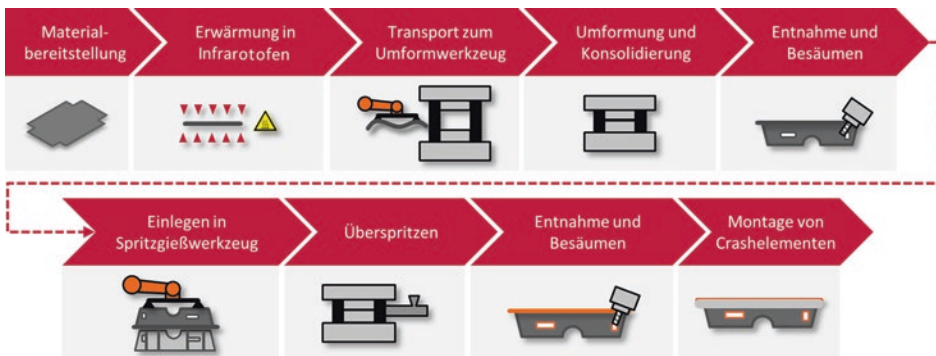 Material-
bereitstellung
Erwärmung in
Infrarotofen
Transport zum
Umformwerkzeug
Umformung und
Konsolidierung
Entnahme und
Besäumen
Einlegen in
Spritzgießwerkzeug
Überspritzen
Entnahme und
Besäumen
Montage von
Crashelementen